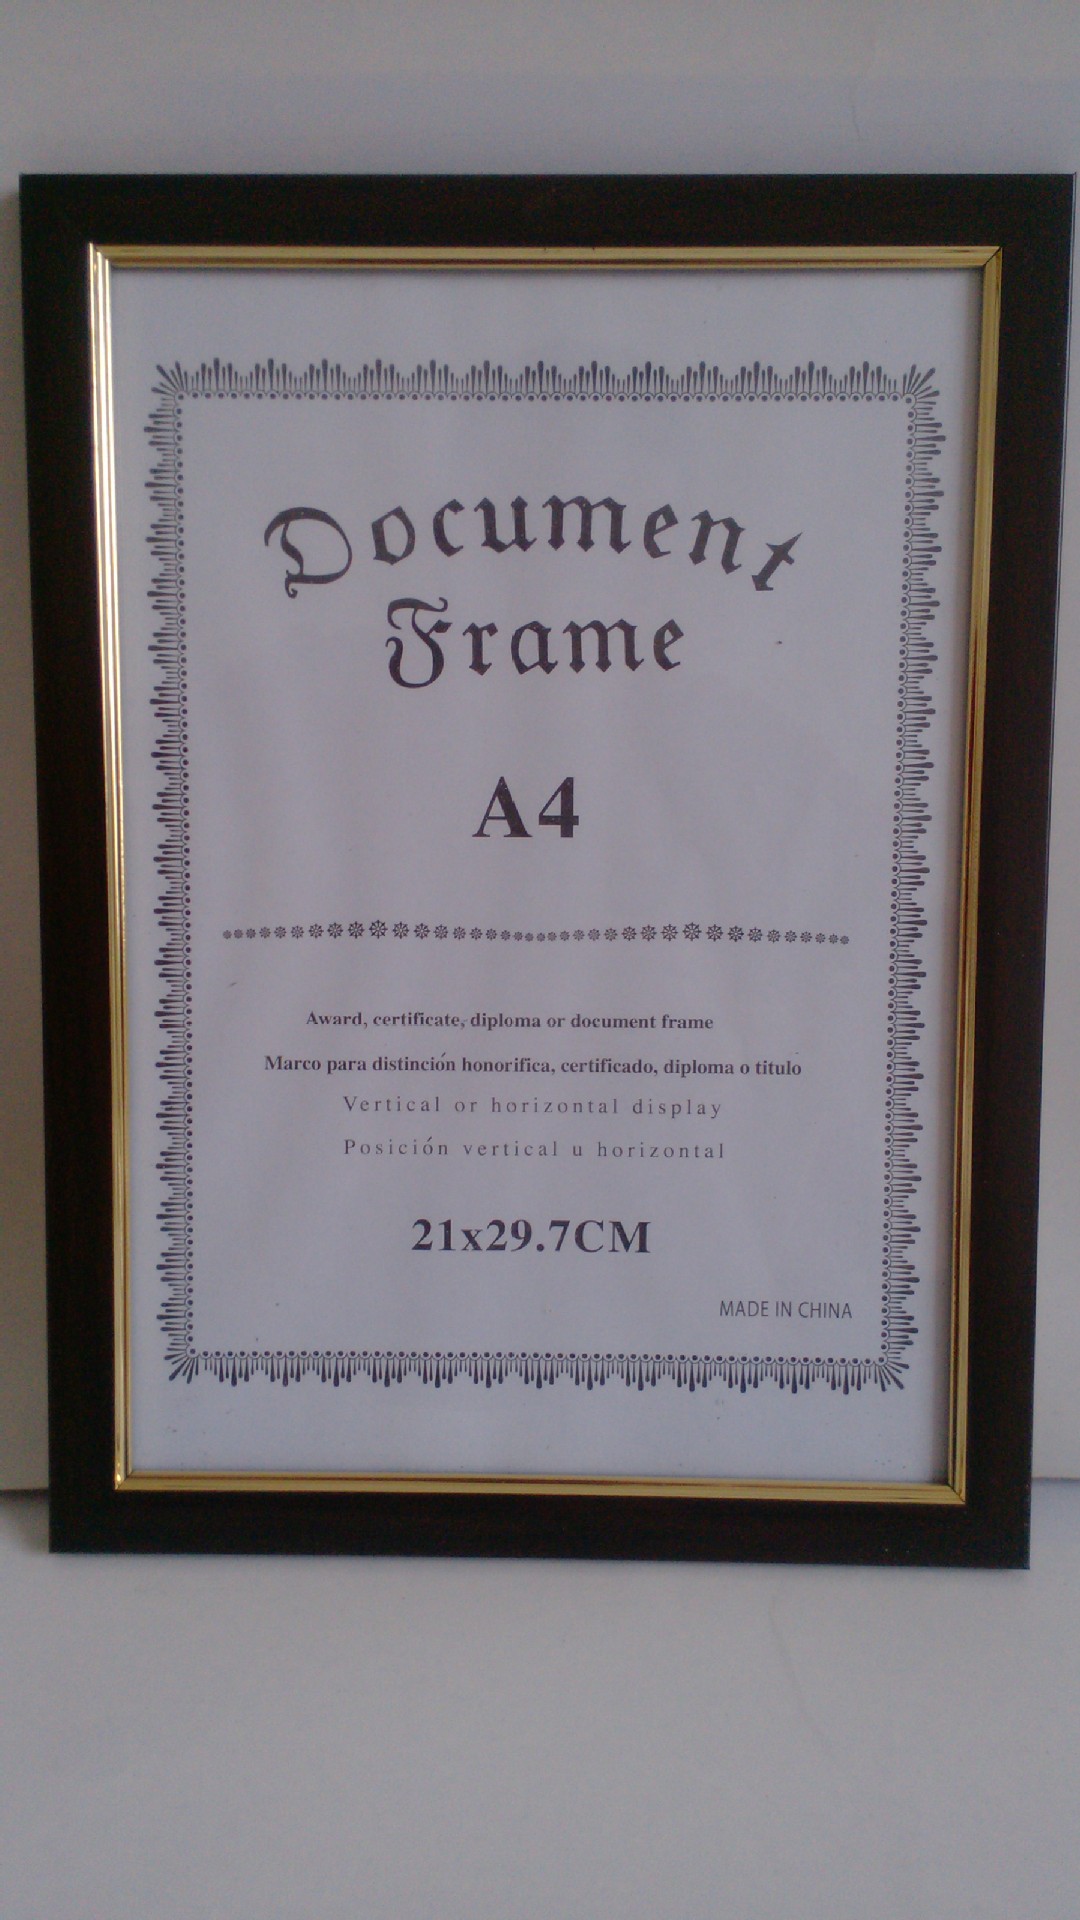 Document
Frame
A4
Award, certificate, diploma or document frame
Marco para distinción honorifica, certificado, diploma o titulo
Vertical or horizontal display
Posición vertical u horizontal
21x29.7CM
MADE IN CHINA